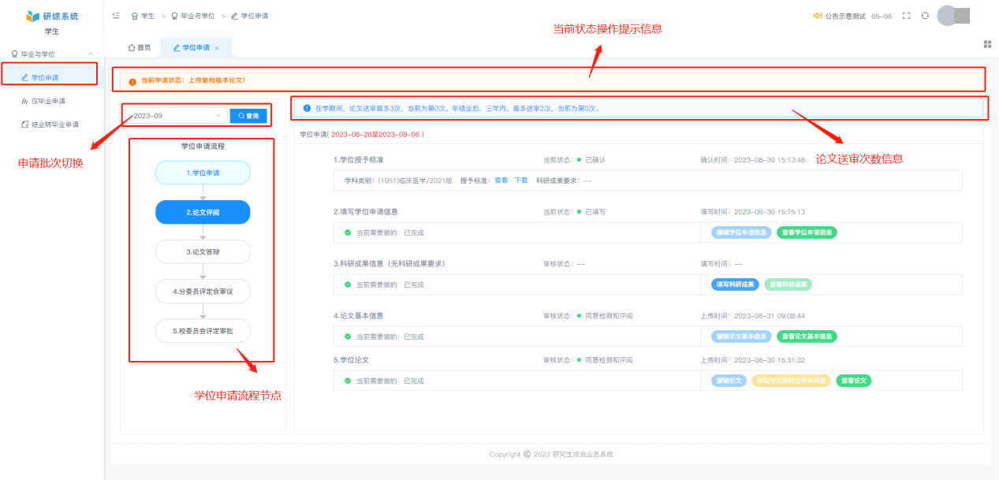 研综系统
学生
学生 > 毕业与学位 > 学位申请
公告示意测试 05-06
当前状态操作提示信息
毕业与学位
首页
学位申请 ×
学位申请
仅毕业申请
结业转毕业申请
当前申请状态：上传复检版本论文！
2023-09
查询
在学期间，论文送审最多3次，当前为第0次。毕结业后，三年内，最多送审2次，当前为第0次。
申请批次切换
论文送审次数信息
学位申请流程
1.学位申请
2.论文评阅
3.论文答辩
4.分委员评定会审议
5.校委员会评定审批
学位申请流程节点
学位申请( 2023-08-28至2023-09-06 )
1.学位授予标准 当前状态： 已确认 确认时间：2023-08-30 15:13:48
学科类别：(1051)临床医学/2021版 授予标准：查看 下载 科研成果要求：--
2.填写学位申请信息 当前状态： 已填写 填写时间：2023-08-30 15:15:13
当前需要做的：已完成 编辑学位申请信息 查看学位申请信息
3.科研成果信息（无科研成果要求） 审核状态：-- 填写时间：--
当前需要做的：已完成 填写科研成果 查看科研成果
4.论文基本信息 审核状态： 同意检测和评阅 上传时间：2023-08-31 09:08:44
当前需要做的：已完成 编辑论文基本信息 查看论文基本信息
5.学位论文 审核状态： 同意检测和评阅 上传时间：2023-08-30 15:31:32
当前需要做的：已完成 编辑论文 学位论文延时公开申请表 查看论文
Copyright © 2023 研究生综合业务系统